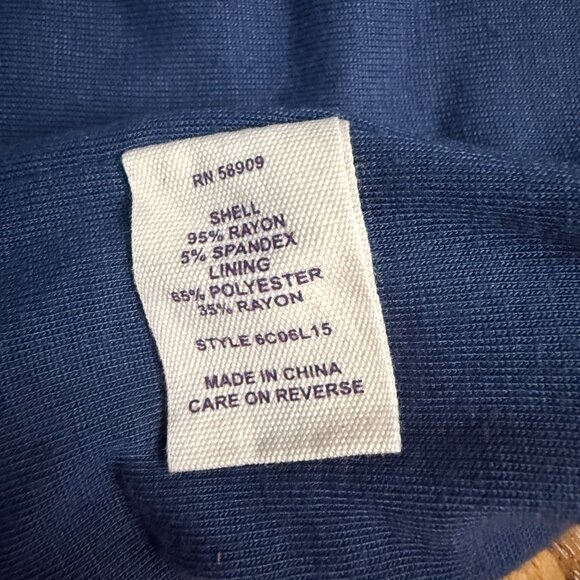 RN 58909
SHELL
95% RAYON
5% SPANDEX
LINING
65% POLYESTER
35% RAYON
STYLE 6C06L15
MADE IN CHINA
CARE ON REVERSE